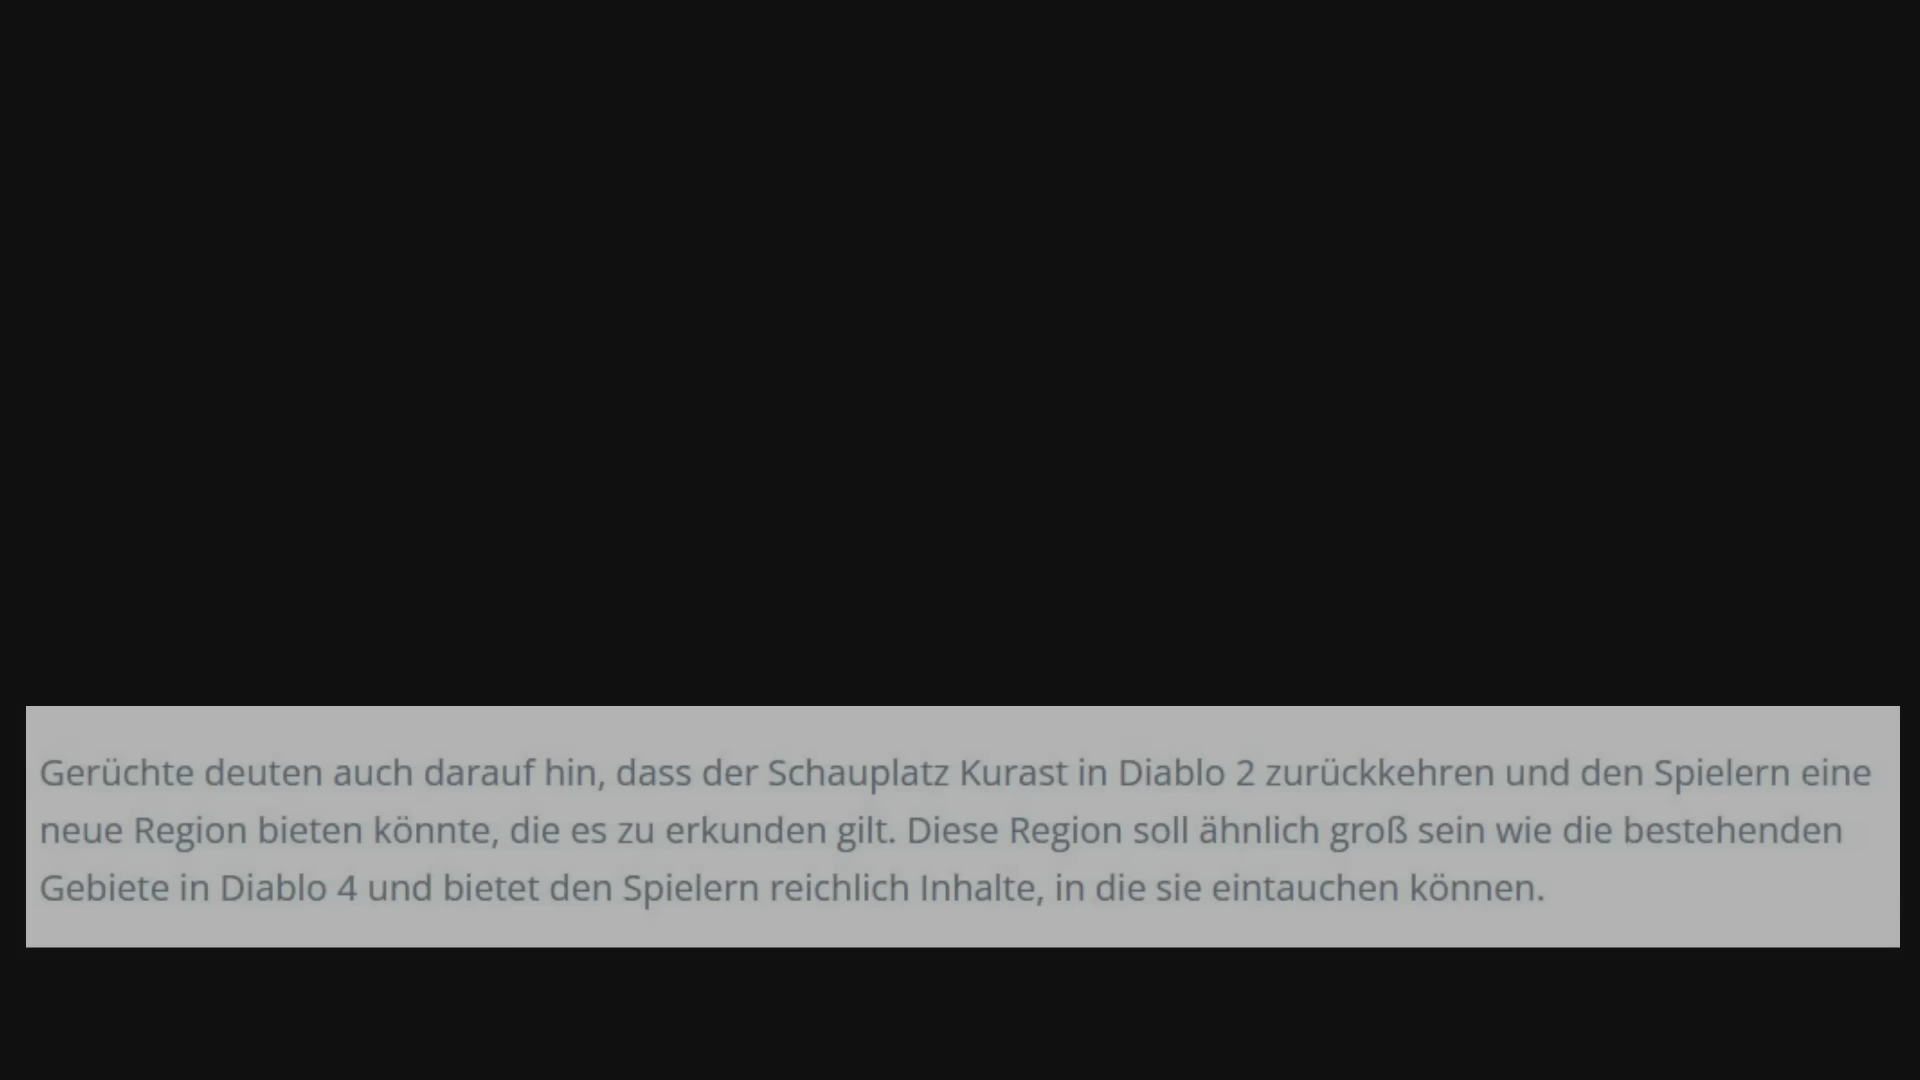 Gerüchte deuten auch darauf hin, dass der Schauplatz Kurast in Diablo 2 zurückkehren und den Spielern eine
neue Region bieten könnte, die es zu erkunden gilt. Diese Region soll ähnlich groß sein wie die bestehenden
Gebiete in Diablo 4 und bietet den Spielern reichlich Inhalte, in die sie eintauchen können.